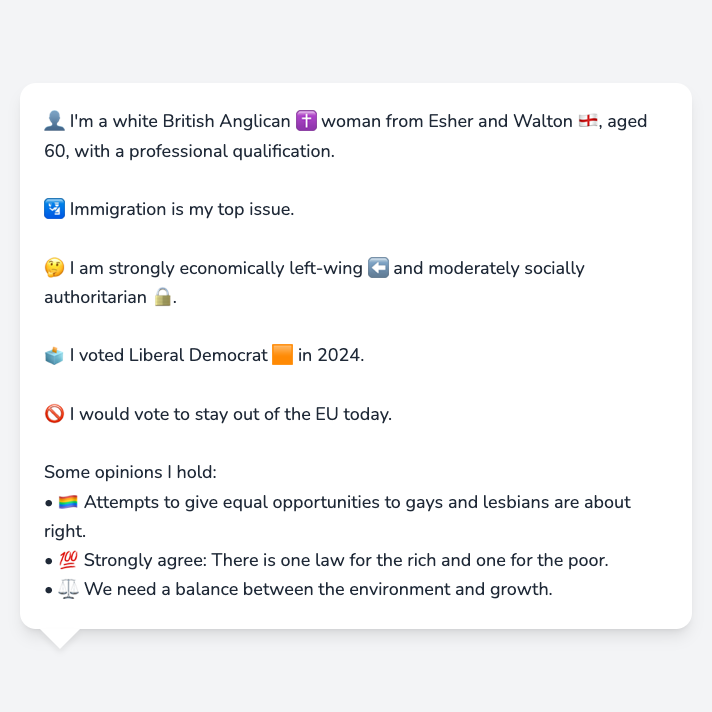 👤 I'm a white British Anglican ✝️ woman from Esher and Walton 🏴󠁧󠁢󠁥󠁮󠁧󠁿, aged
60, with a professional qualification.
🛂 Immigration is my top issue.
🤔 I am strongly economically left-wing ⬅️ and moderately socially
authoritarian 🔒.
🗳️ I voted Liberal Democrat 🟧 in 2024.
🚫 I would vote to stay out of the EU today.
Some opinions I hold:
• 🏳️‍🌈 Attempts to give equal opportunities to gays and lesbians are about
right.
• 💯 Strongly agree: There is one law for the rich and one for the poor.
• ⚖️ We need a balance between the environment and growth.